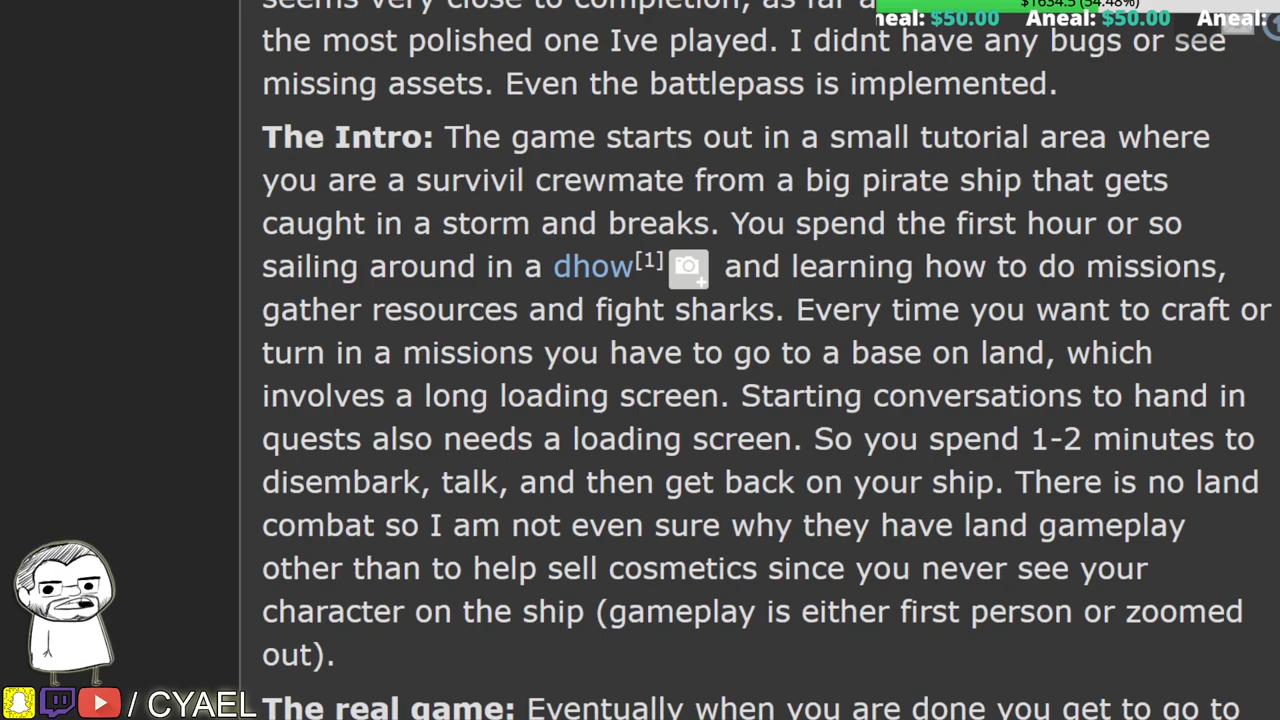 $1634.5 (54.48%)
neal: $50.00 Aneal: $50.00 Aneal:
the most polished one Ive played. I didnt have any bugs or see
missing assets. Even the battlepass is implemented.
The Intro: The game starts out in a small tutorial area where
you are a survivil crewmate from a big pirate ship that gets
caught in a storm and breaks. You spend the first hour or so
sailing around in a dhow[1] and learning how to do missions,
gather resources and fight sharks. Every time you want to craft or
turn in a missions you have to go to a base on land, which
involves a long loading screen. Starting conversations to hand in
quests also needs a loading screen. So you spend 1-2 minutes to
disembark, talk, and then get back on your ship. There is no land
combat so I am not even sure why they have land gameplay
other than to help sell cosmetics since you never see your
character on the ship (gameplay is either first person or zoomed
out).
The real game: Eventually when you are done you get to go to
/ CYAEL